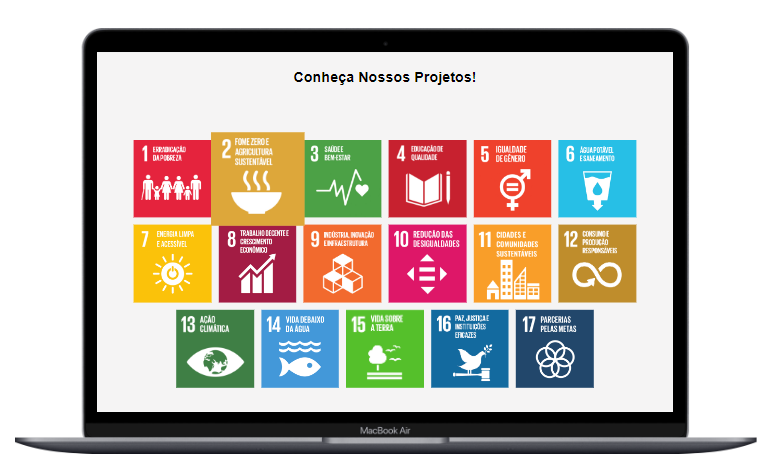 Conheça Nossos Projetos!
1 ERRADICAÇÃO
DA POBREZA
2 FOME ZERO E
AGRICULTURA
SUSTENTÁVEL
3 SAÚDE E
BEM-ESTAR
4 EDUCAÇÃO DE
QUALIDADE
5 IGUALDADE
DE GÊNERO
6 ÁGUA POTÁVEL
E SANEAMENTO
7 ENERGIA LIMPA
E ACESSÍVEL
8 TRABALHO DECENTE E
CRESCIMENTO
ECONÔMICO
9 INDÚSTRIA, INOVAÇÃO
E INFRAESTRUTURA
10 REDUÇÃO DAS
DESIGUALDADES
11 CIDADES E
COMUNIDADES
SUSTENTÁVEIS
12 CONSUMO E
PRODUÇÃO
RESPONSÁVEIS
13 AÇÃO
CLIMÁTICA
14 VIDA DEBAIXO
DA ÁGUA
15 VIDA SOBRE
A TERRA
16 PAZ, JUSTIÇA E
INSTITUIÇÕES
EFICAZES
17 PARCERIAS
PELAS METAS
MacBook Air